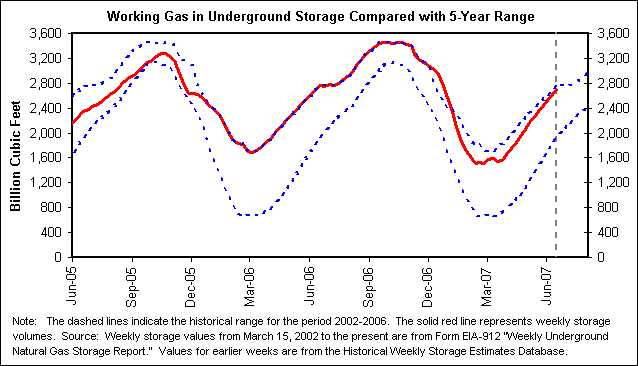 Working Gas in Underground Storage Compared with 5-Year Range
3,600 3,600
3,200 3,200
2,800 2,800
2,400 2,400
2,000 2,000
1,600 1,600
1,200 1,200
800 800
400 400
0 0
Billion Cubic Feet
Jun-05 Sep-05 Dec-05 Mar-06 Jun-06 Sep-06 Dec-06 Mar-07 Jun-07
Note: The dashed lines indicate the historical range for the period 2002-2006. The solid red line represents weekly storage
volumes. Source: Weekly storage values from March 15, 2002 to the present are from Form EIA-912 "Weekly Underground
Natural Gas Storage Report." Values for earlier weeks are from the Historical Weekly Storage Estimates Database.